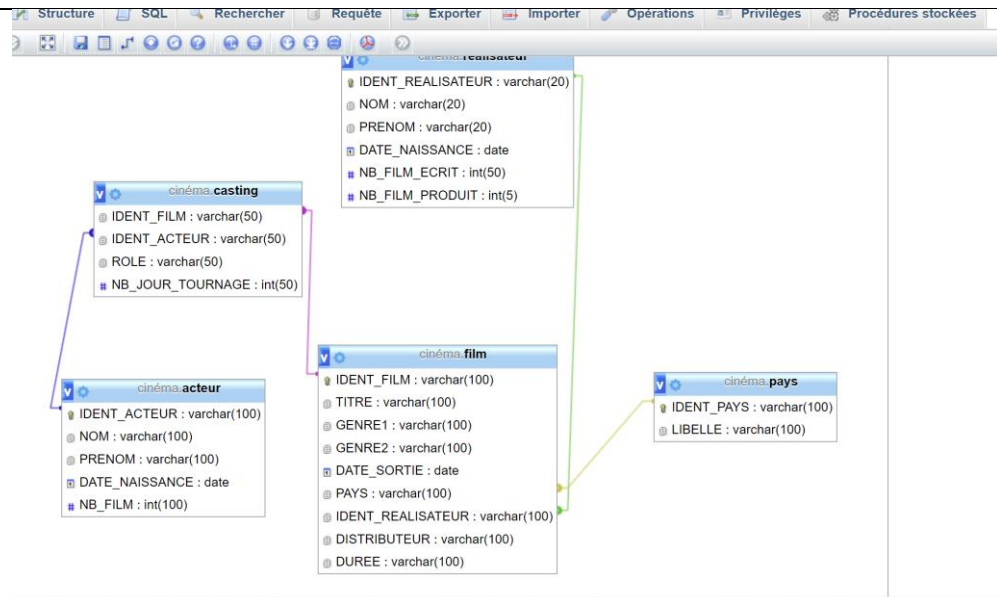 Structure SQL Rechercher Requête Exporter Importer Opérations Privilèges Procédures stockées
cinéma.realisateur
IDENT_REALISATEUR : varchar(20)
NOM : varchar(20)
PRENOM : varchar(20)
DATE_NAISSANCE : date
NB_FILM_ECRIT : int(50)
NB_FILM_PRODUIT : int(5)
cinéma.casting
IDENT_FILM : varchar(50)
IDENT_ACTEUR : varchar(50)
ROLE : varchar(50)
NB_JOUR_TOURNAGE : int(50)
cinéma.acteur
IDENT_ACTEUR : varchar(100)
NOM : varchar(100)
PRENOM : varchar(100)
DATE_NAISSANCE : date
NB_FILM : int(100)
cinéma.film
IDENT_FILM : varchar(100)
TITRE : varchar(100)
GENRE1 : varchar(100)
GENRE2 : varchar(100)
DATE_SORTIE : date
PAYS : varchar(100)
IDENT_REALISATEUR : varchar(100)
DISTRIBUTEUR : varchar(100)
DUREE : varchar(100)
cinéma.pays
IDENT_PAYS : varchar(100)
LIBELLE : varchar(100)